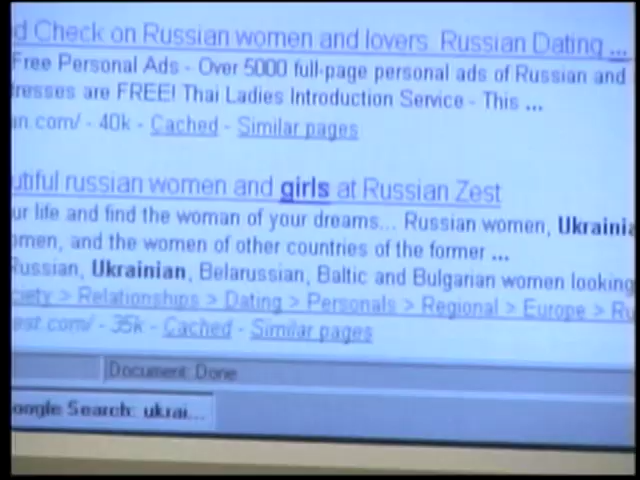 d Check on Russian women and lovers. Russian Dating ...
Free Personal Ads - Over 5000 full-page personal ads of Russian and
resses are FREE! Thai Ladies Introduction Service - This ...
in.com/ - 40k - Cached - Similar pages
utiful russian women and girls at Russian Zest
ur life and find the woman of your dreams... Russian women, Ukrainia
omen, and the women of other countries of the former ...
Russian, Ukrainian, Belarussian, Baltic and Bulgarian women looking
ciety > Relationships > Dating > Personals > Regional > Europe > Ru
est.com/ - 35k - Cached - Similar pages
Document: Done
oogle Search: ukrai...